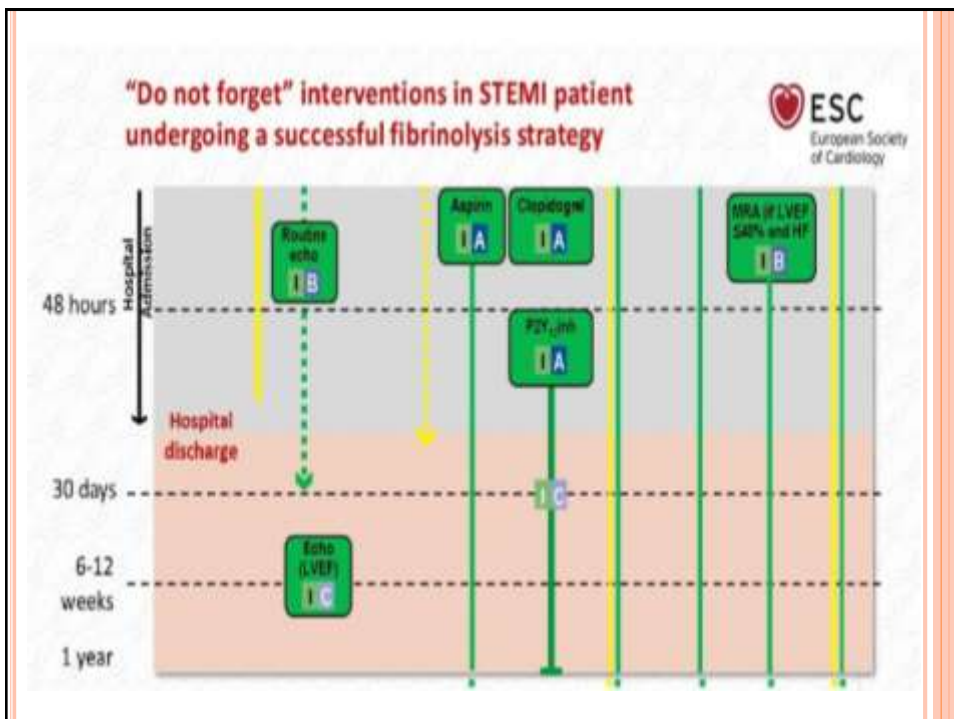 “Do not forget” interventions in STEMI patient
undergoing a successful fibrinolysis strategy
ESC
European Society
of Cardiology
Hospital
Admission
Routine
echo
I B
Aspirin
I A
Clopidogrel
I A
MRA (if LVEF
≤40% and HF
I B
48 hours
P2Y₁₂inh
I A
Hospital
discharge
30 days
I C
Echo
(LVEF)
I C
6-12
weeks
1 year